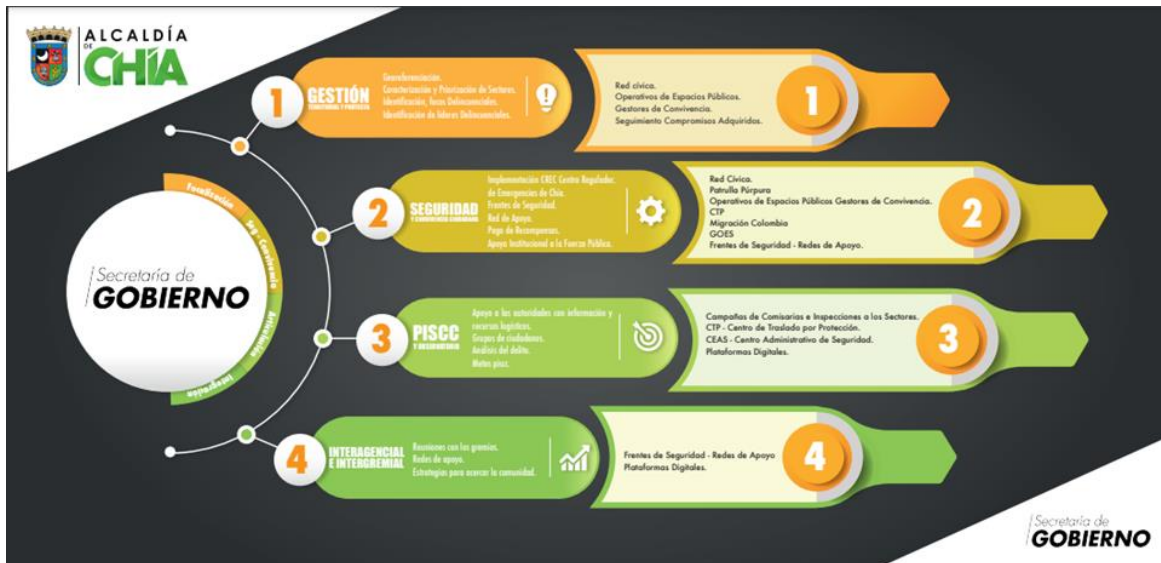 ALCALDÍA
DE
CHÍA
Secretaría de
GOBIERNO
Focalización
Seg - Convivencia
Articulación
Integración
1
GESTIÓN
Georeferenciación.
Caracterización y Priorización de Sectores.
Identificación, focos Delincuenciales.
Identificación de lideres Delincuenciales.
Red cívica.
Operativos de Espacios Públicos.
Gestores de Convivencia.
Seguimiento Compromisos Adquiridos.
1
2
SEGURIDAD
Y CONVIVENCIA CIUDADANA
Implementación CREC Centro Regulador
de Emergencias de Chía.
Frentes de Seguridad.
Red de Apoyo.
Pago de Recompensas.
Apoyo Institucional a la Fuerza Pública.
Red Cívica.
Patrulla Púrpura
Operativos de Espacios Públicos Gestores de Convivencia.
CTP
Migración Colombia
GOES
Frentes de Seguridad - Redes de Apoyo.
2
3
PISCC
Apoyo a las autoridades con información y
recursos logísticos.
Grupos de ciudadanos.
Análisis del delito.
Metas pisc.
Campañas de Comisarias e Inspecciones a los Sectores.
CTP - Centro de Traslado por Protección.
CEAS - Centro Administrativo de Seguridad.
Plataformas Digitales.
3
4
INTERAGENCIAL
E INTERGREMIAL
Reuniones con los gremios.
Redes de apoyo.
Estrategias para acercar la comunidad.
Frentes de Seguridad - Redes de Apoyo
Plataformas Digitales.
4
Secretaría de
GOBIERNO